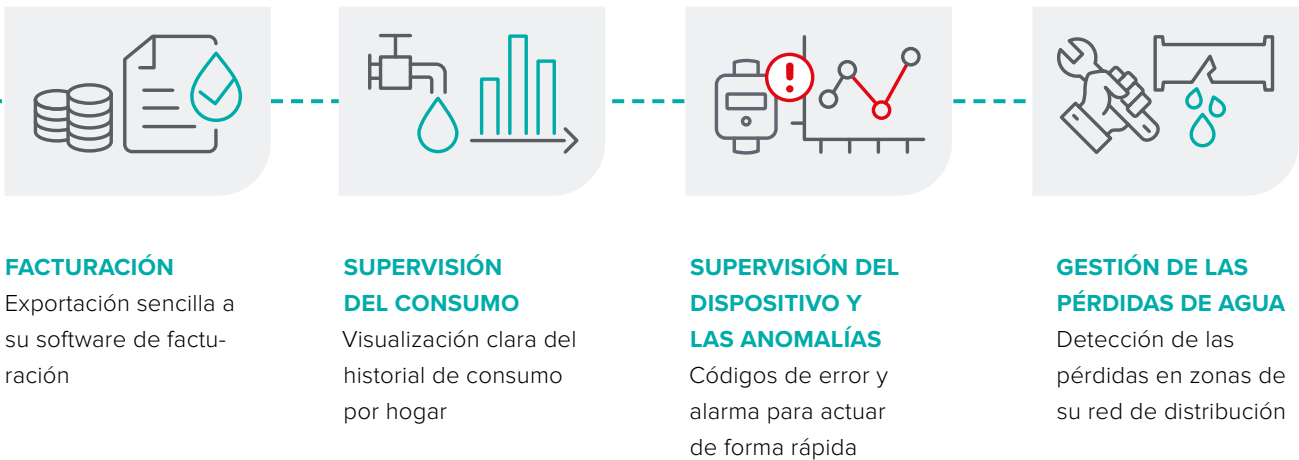 FACTURACIÓN
Exportación sencilla a
su software de factu-
ración
SUPERVISIÓN
DEL CONSUMO
Visualización clara del
historial de consumo
por hogar
SUPERVISIÓN DEL
DISPOSITIVO Y
LAS ANOMALÍAS
Códigos de error y
alarma para actuar
de forma rápida
GESTIÓN DE LAS
PÉRDIDAS DE AGUA
Detección de las
pérdidas en zonas de
su red de distribución